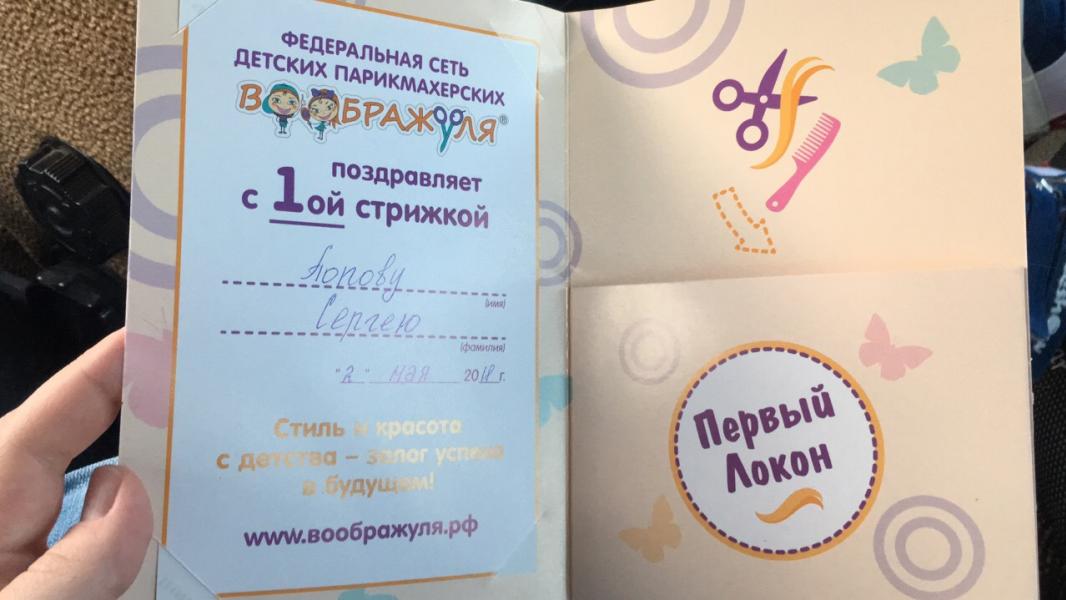 ФЕДЕРАЛЬНАЯ СЕТЬ
ДЕТСКИХ ПАРИКМАХЕРСКИХ
ВООБРАЖУЛЯ®
поздравляет
с 1ой стрижкой
Попову
(имя)
Сергею
(фамилия)
"2" мая 2018 г.
Стиль и красота
с детства – залог успеха
в будущем!
www.воображуля.рф
Первый
Локон